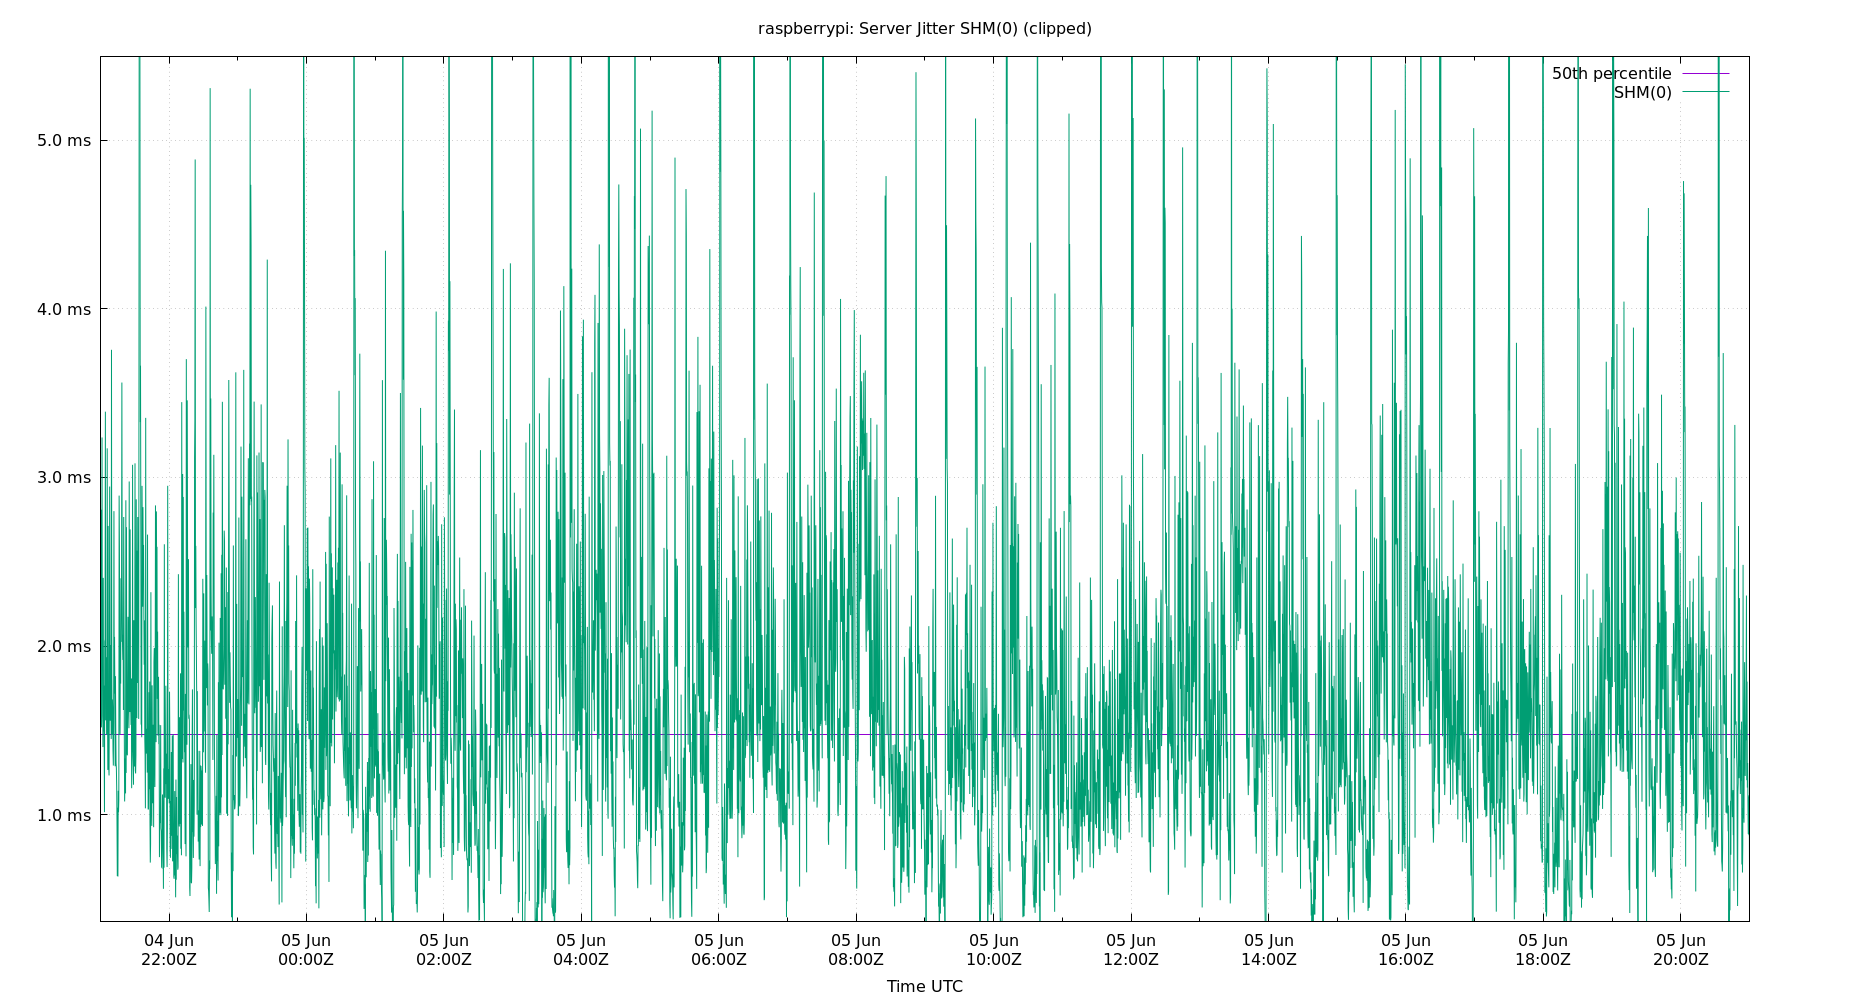 raspberrypi: Server Jitter SHM(0) (clipped)
50th percentile
SHM(0)
5.0 ms
4.0 ms
3.0 ms
2.0 ms
1.0 ms
04 Jun 05 Jun 05 Jun 05 Jun 05 Jun 05 Jun 05 Jun 05 Jun 05 Jun 05 Jun 05 Jun 05 Jun
22:00Z 00:00Z 02:00Z 04:00Z 06:00Z 08:00Z 10:00Z 12:00Z 14:00Z 16:00Z 18:00Z 20:00Z
Time UTC